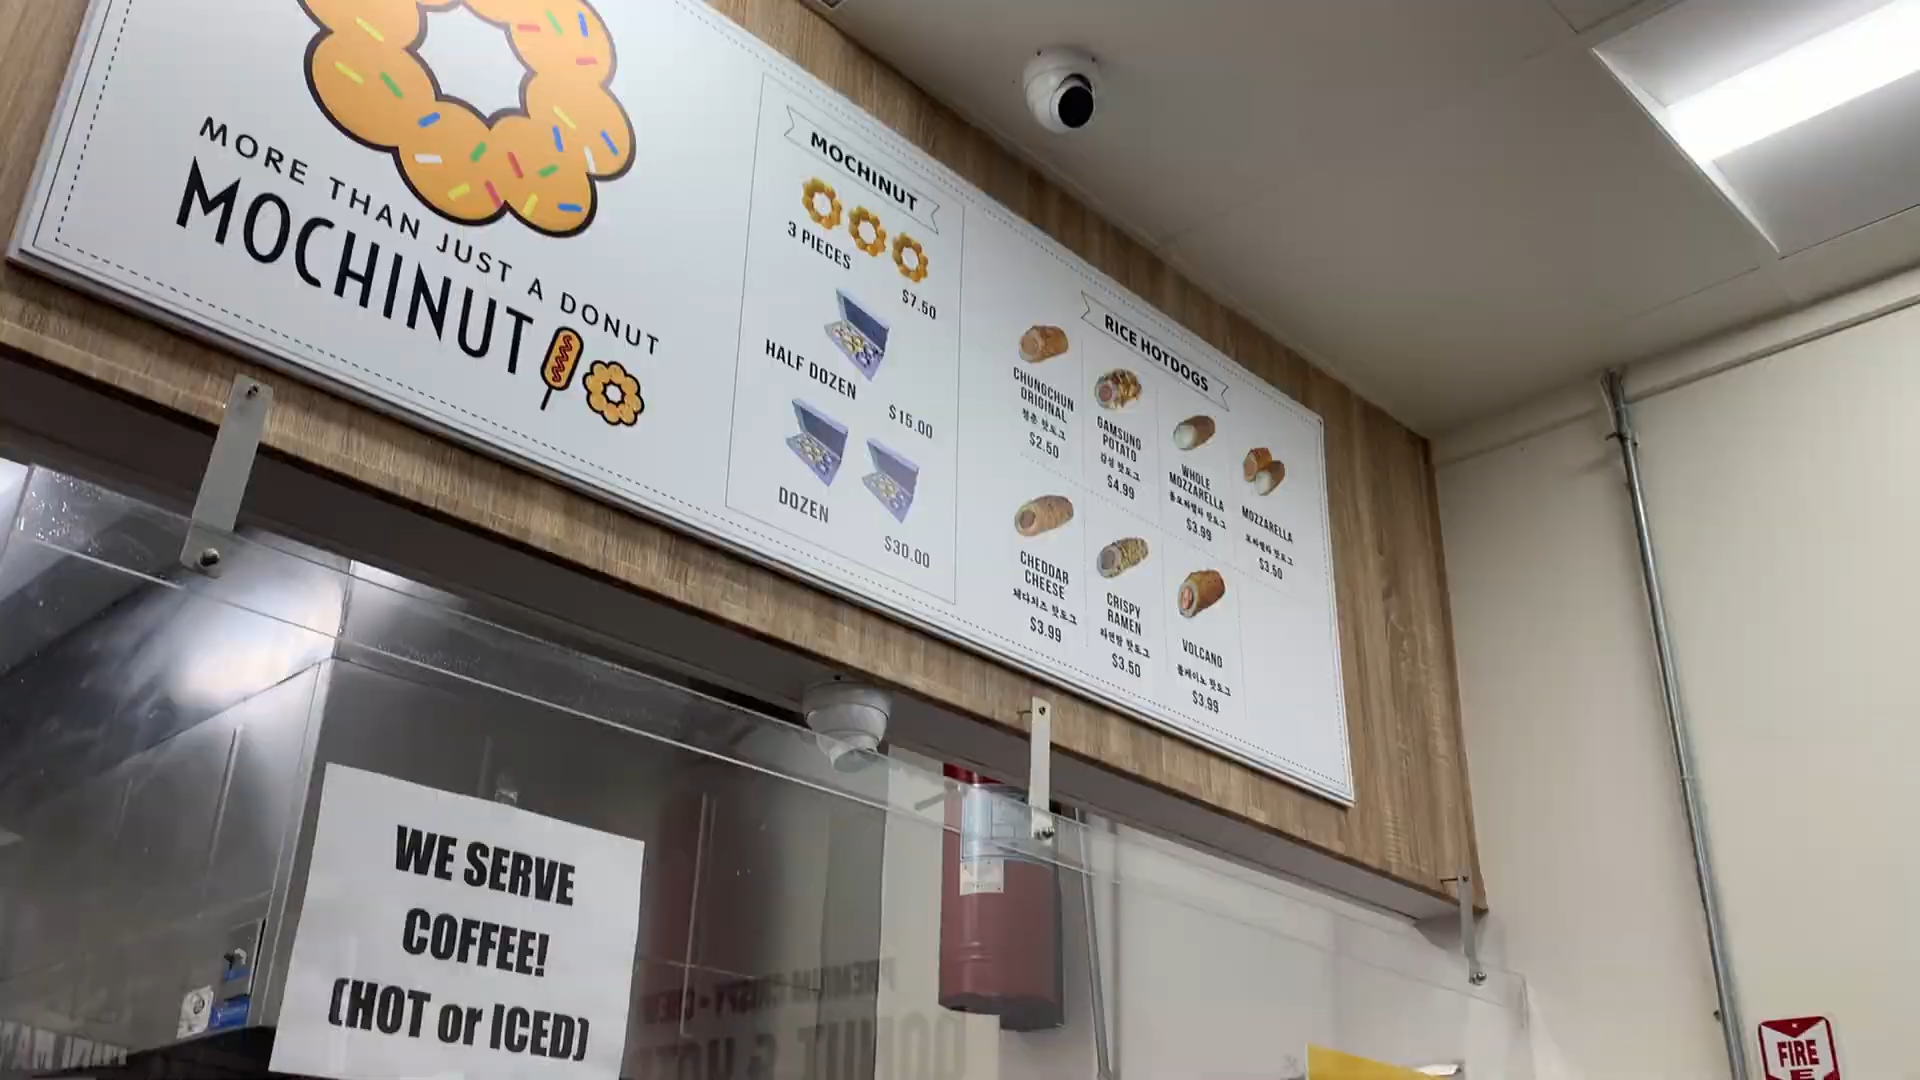 MORE THAN JUST A DONUT
MOCHINUT
MOCHINUT
3 PIECES
$7.50
HALF DOZEN
$15.00
DOZEN
$30.00
RICE HOTDOGS
CHUNGCHUN
ORIGINAL
청춘 핫도그
$2.50
GAMSUNG
POTATO
감성 핫도그
$4.99
WHOLE
MOZZARELLA
통모짜렐라 핫도그
$3.99
MOZZARELLA
모짜렐라 핫도그
$3.50
CHEDDAR
CHEESE
체다치즈 핫도그
$3.99
CRISPY
RAMEN
라면땅 핫도그
$3.50
VOLCANO
볼케이노 핫도그
$3.99
WE SERVE
COFFEE!
(HOT or ICED)
FIRE